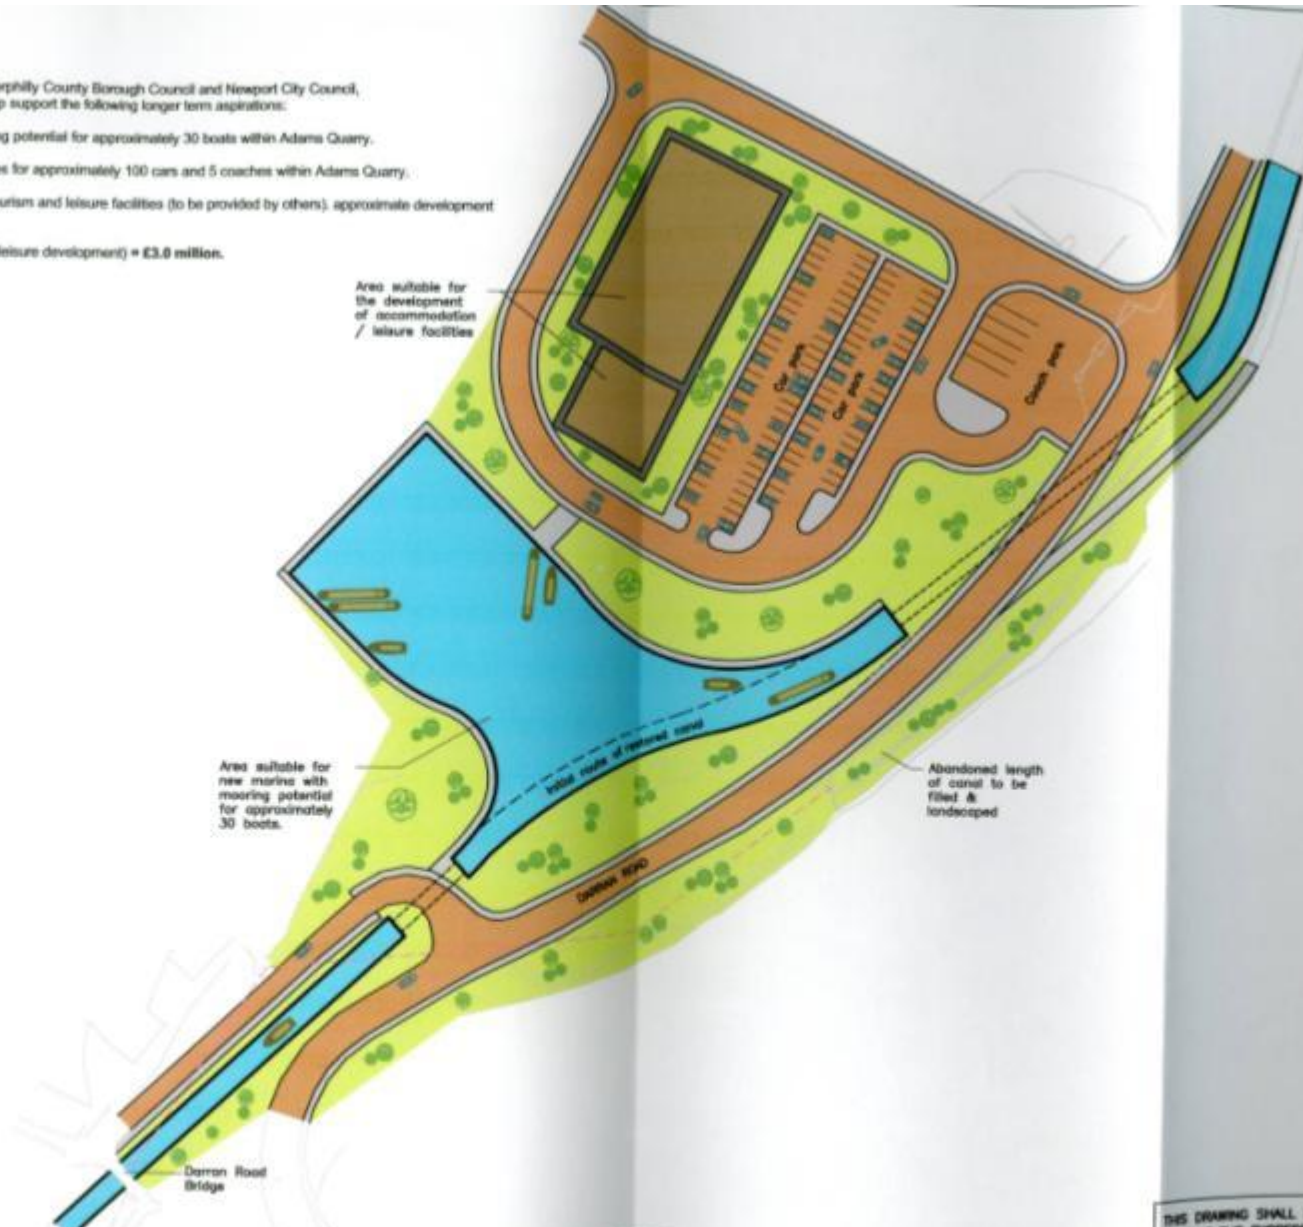 rphilly County Borough Council and Newport City Council,
p support the following longer term aspirations:
g potential for approximately 30 boats within Adams Quarry.
es for approximately 100 cars and 5 coaches within Adams Quarry.
urism and leisure facilities (to be provided by others). approximate development
leisure development) = £3.0 million.
Area suitable for
the development
of accommodation
/ leisure facilities
Car park
Car park
Coach park
Initial route of restored canal
Area suitable for
new marina with
mooring potential
for approximately
30 boats.
Abandoned length
of canal to be
filled &
landscaped
DARRAN ROAD
Darran Road
Bridge
THIS DRAWING SHALL